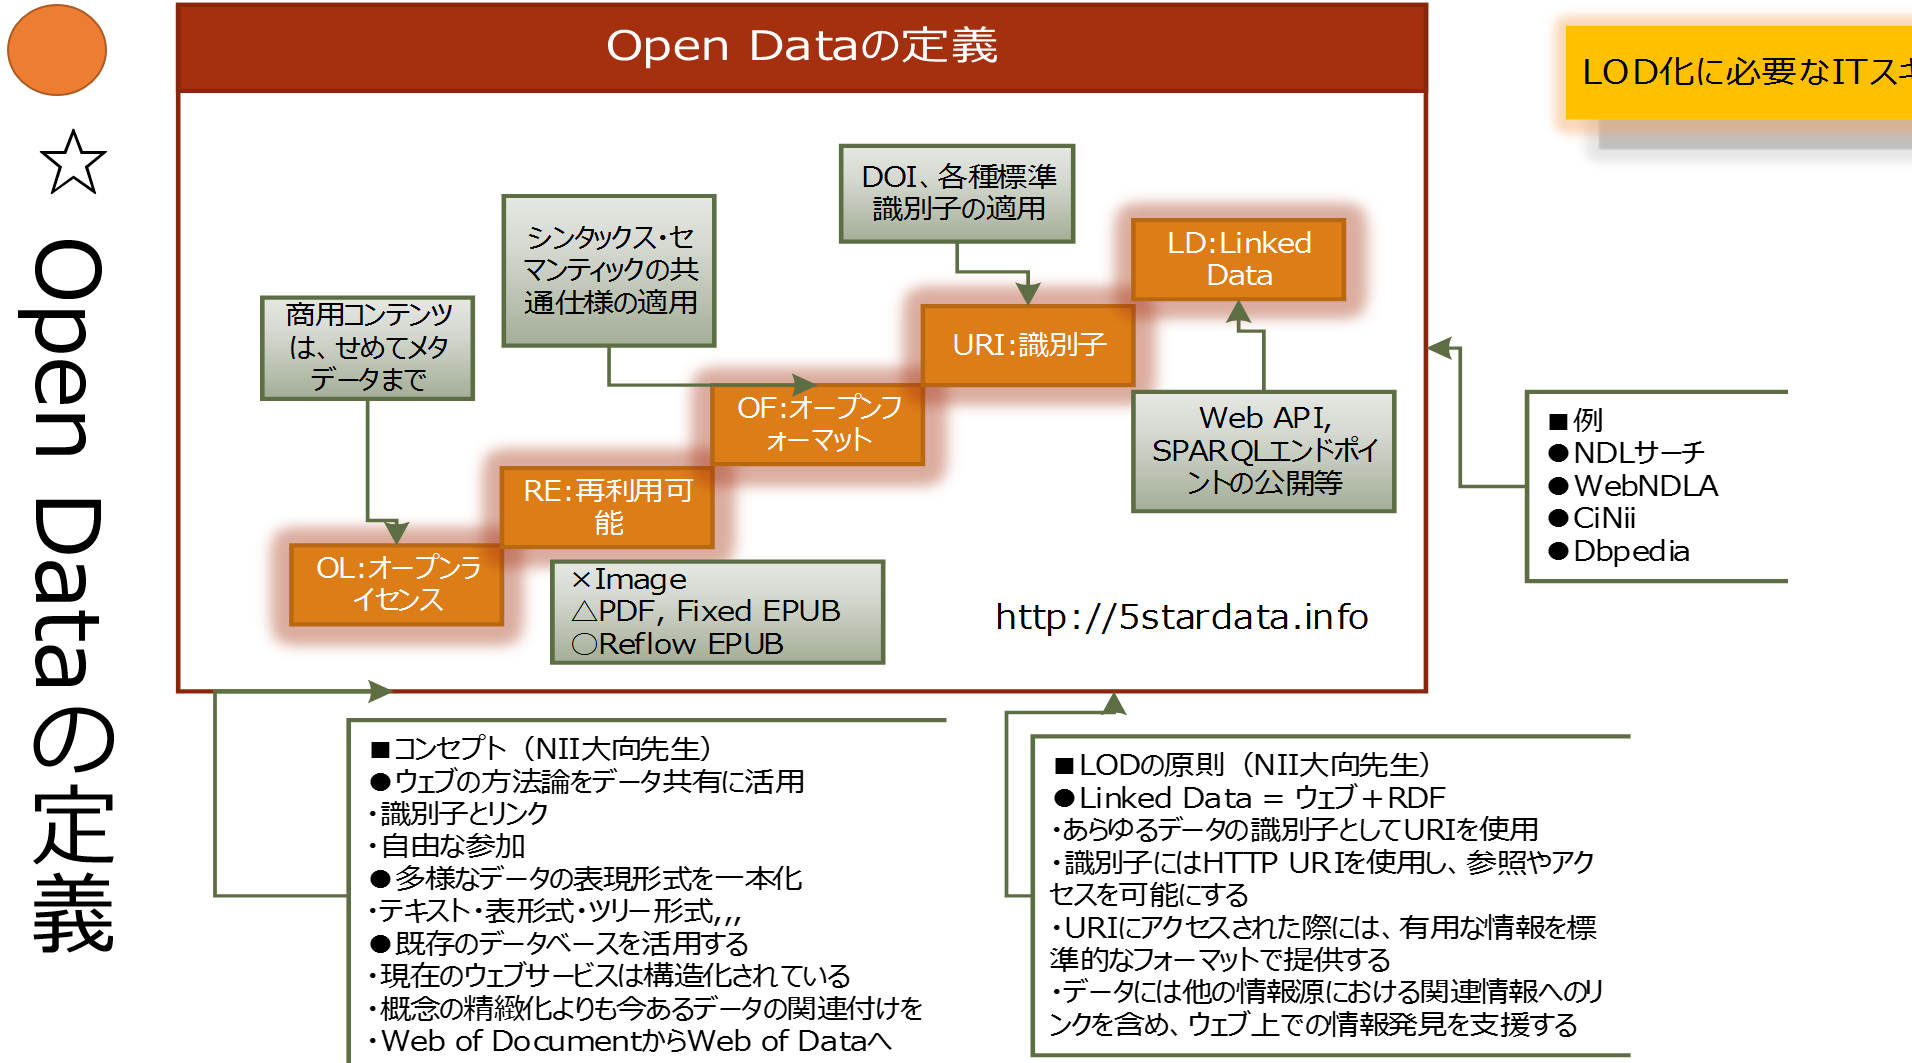 ☆ Open Dataの定義
Open Dataの定義
LOD化に必要なITスキ
商用コンテンツ
は、せめてメタ
データまで
シンタックス・セ
マンティックの共
通仕様の適用
DOI、各種標準
識別子の適用
LD:Linked
Data
URI:識別子
OF:オープンフ
ォーマット
RE:再利用可
能
OL:オープンラ
イセンス
Web API,
SPARQLエンドポイ
ントの公開等
×Image
△PDF, Fixed EPUB
○Reflow EPUB
http://5stardata.info
■例
●NDLサーチ
●WebNDLA
●CiNii
●Dbpedia
■コンセプト（NII大向先生）
●ウェブの方法論をデータ共有に活用
・識別子とリンク
・自由な参加
●多様なデータの表現形式を一本化
・テキスト・表形式・ツリー形式,,,
●既存のデータベースを活用する
・現在のウェブサービスは構造化されている
・概念の精緻化よりも今あるデータの関連付けを
・Web of DocumentからWeb of Dataへ
■LODの原則（NII大向先生）
●Linked Data = ウェブ＋RDF
・あらゆるデータの識別子としてURIを使用
・識別子にはHTTP URIを使用し、参照やアク
セスを可能にする
・URIにアクセスされた際には、有用な情報を標
準的なフォーマットで提供する
・データには他の情報源における関連情報へのリ
ンクを含め、ウェブ上での情報発見を支援する